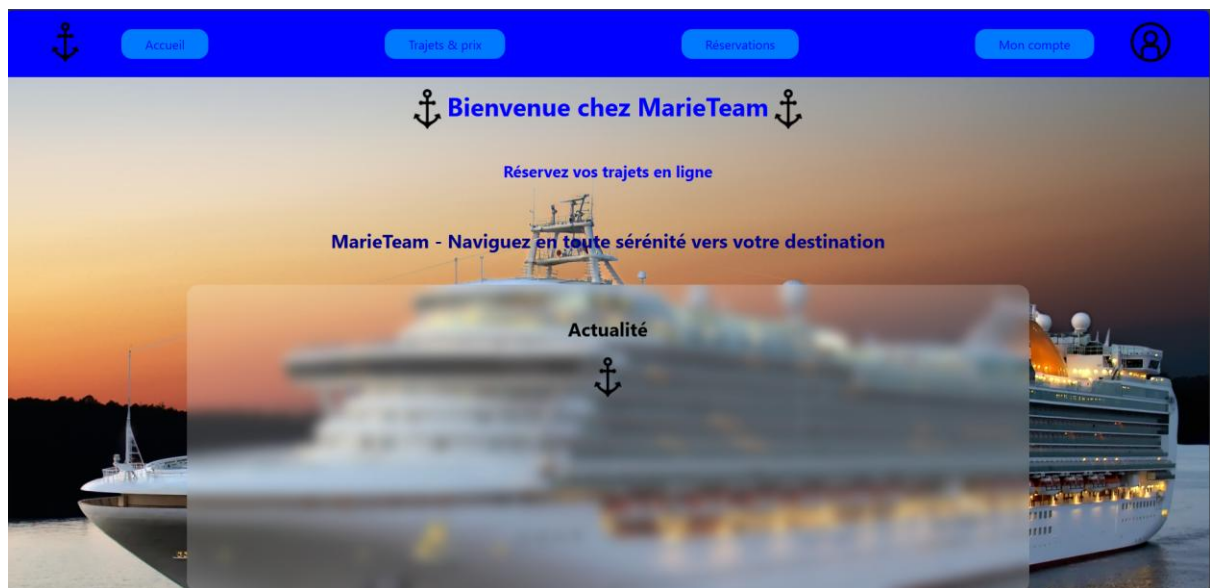 Accueil
Trajets & prix
Réservations
Mon compte
Bienvenue chez MarieTeam
Réservez vos trajets en ligne
MarieTeam - Naviguez en toute sérénité vers votre destination
Actualité